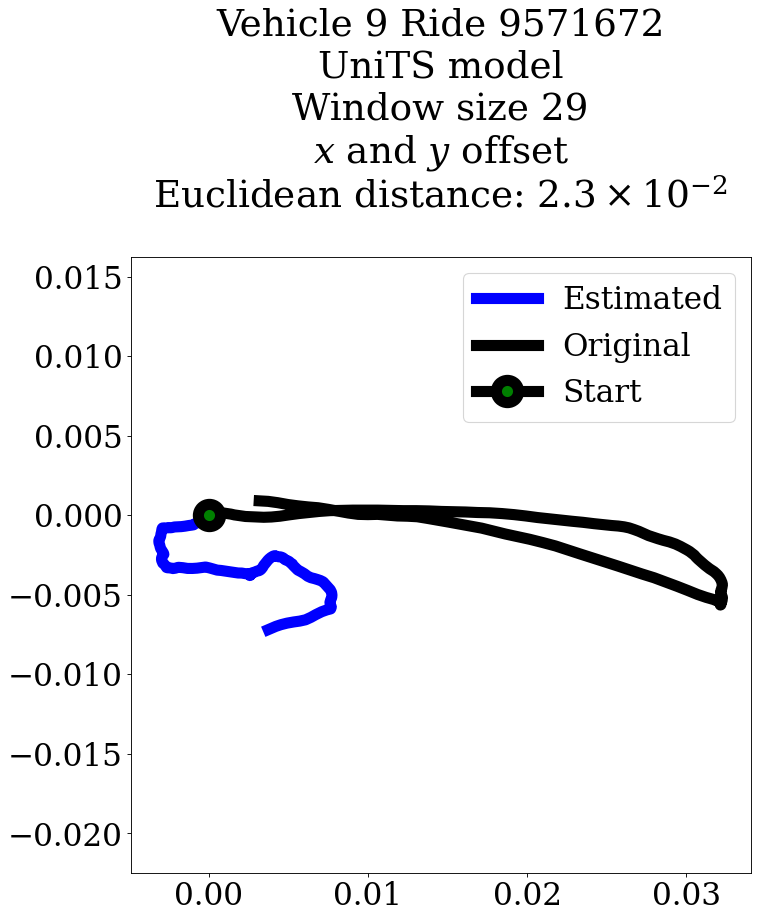 Vehicle 9 Ride 9571672
UniTS model
Window size 29
x and y offset
Euclidean distance: 2.3 × 10⁻²
Estimated
Original
Start
0.015
0.010
0.005
0.000
−0.005
−0.010
−0.015
−0.020
0.00 0.01 0.02 0.03